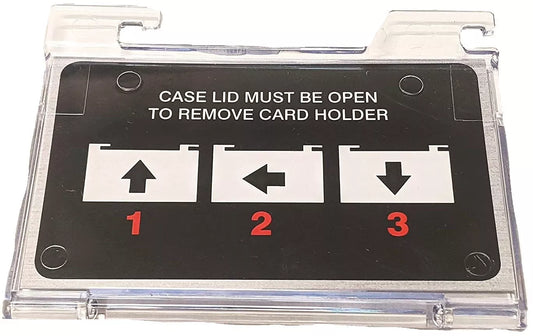 CASE LID MUST BE OPEN
TO REMOVE CARD HOLDER
1 2 3